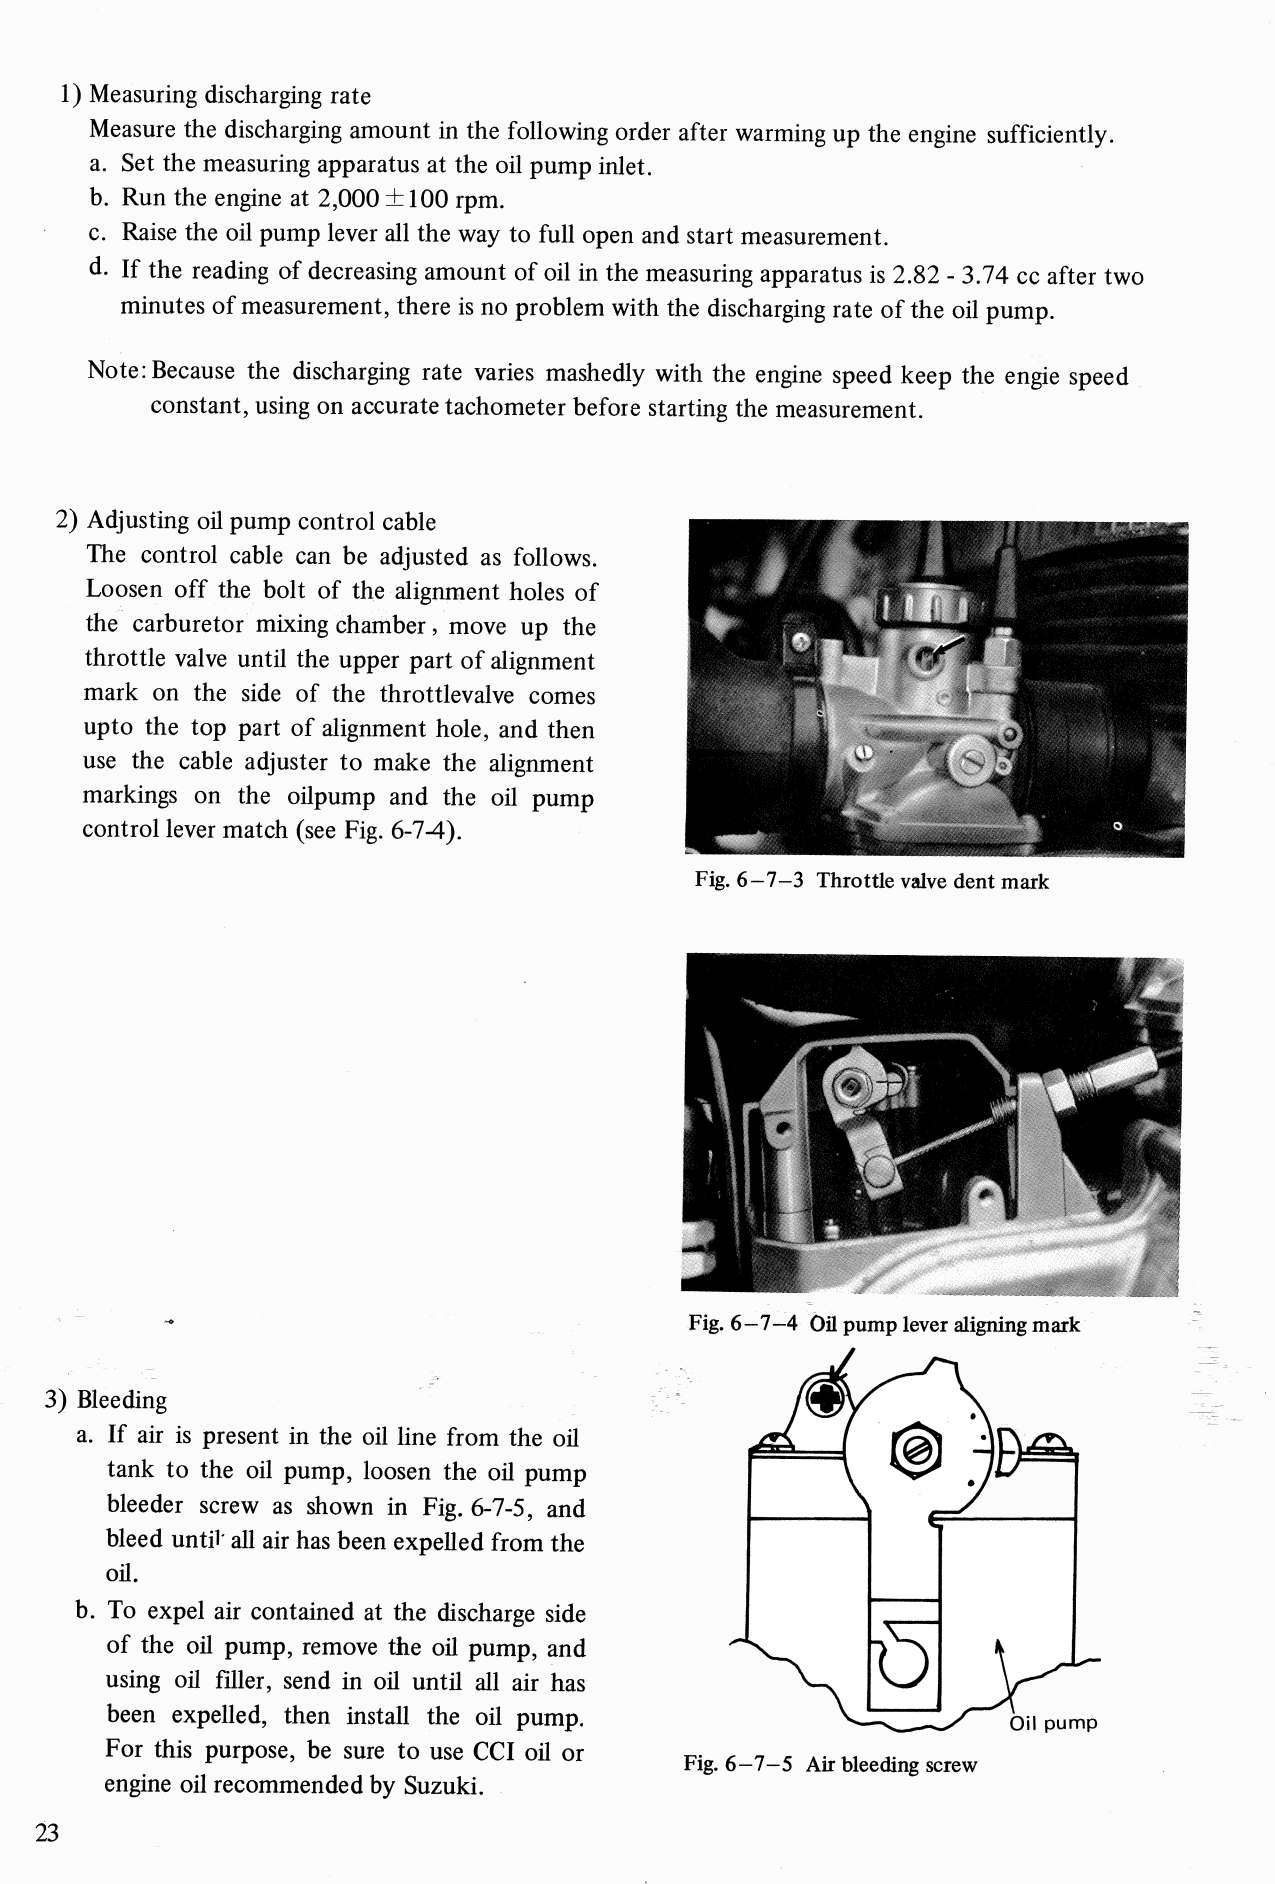 1) Measuring discharging rate
Measure the discharging amount in the following order after warming up the engine sufficiently.
a. Set the measuring apparatus at the oil pump inlet.
b. Run the engine at 2,000 ± 100 rpm.
c. Raise the oil pump lever all the way to full open and start measurement.
d. If the reading of decreasing amount of oil in the measuring apparatus is 2.82 - 3.74 cc after two
minutes of measurement, there is no problem with the discharging rate of the oil pump.
Note: Because the discharging rate varies mashedly with the engine speed keep the engie speed
constant, using on accurate tachometer before starting the measurement.
2) Adjusting oil pump control cable
The control cable can be adjusted as follows.
Loosen off the bolt of the alignment holes of
the carburetor mixing chamber, move up the
throttle valve until the upper part of alignment
mark on the side of the throttlevalve comes
upto the top part of alignment hole, and then
use the cable adjuster to make the alignment
markings on the oilpump and the oil pump
control lever match (see Fig. 6-7-4).
Fig. 6-7-3 Throttle valve dent mark
Fig. 6-7-4 Oil pump lever aligning mark
3) Bleeding
a. If air is present in the oil line from the oil
tank to the oil pump, loosen the oil pump
bleeder screw as shown in Fig. 6-7-5, and
bleed until all air has been expelled from the
oil.
b. To expel air contained at the discharge side
of the oil pump, remove the oil pump, and
using oil filler, send in oil until all air has
been expelled, then install the oil pump.
For this purpose, be sure to use CCI oil or
engine oil recommended by Suzuki.
Oil pump
Fig. 6-7-5 Air bleeding screw
23